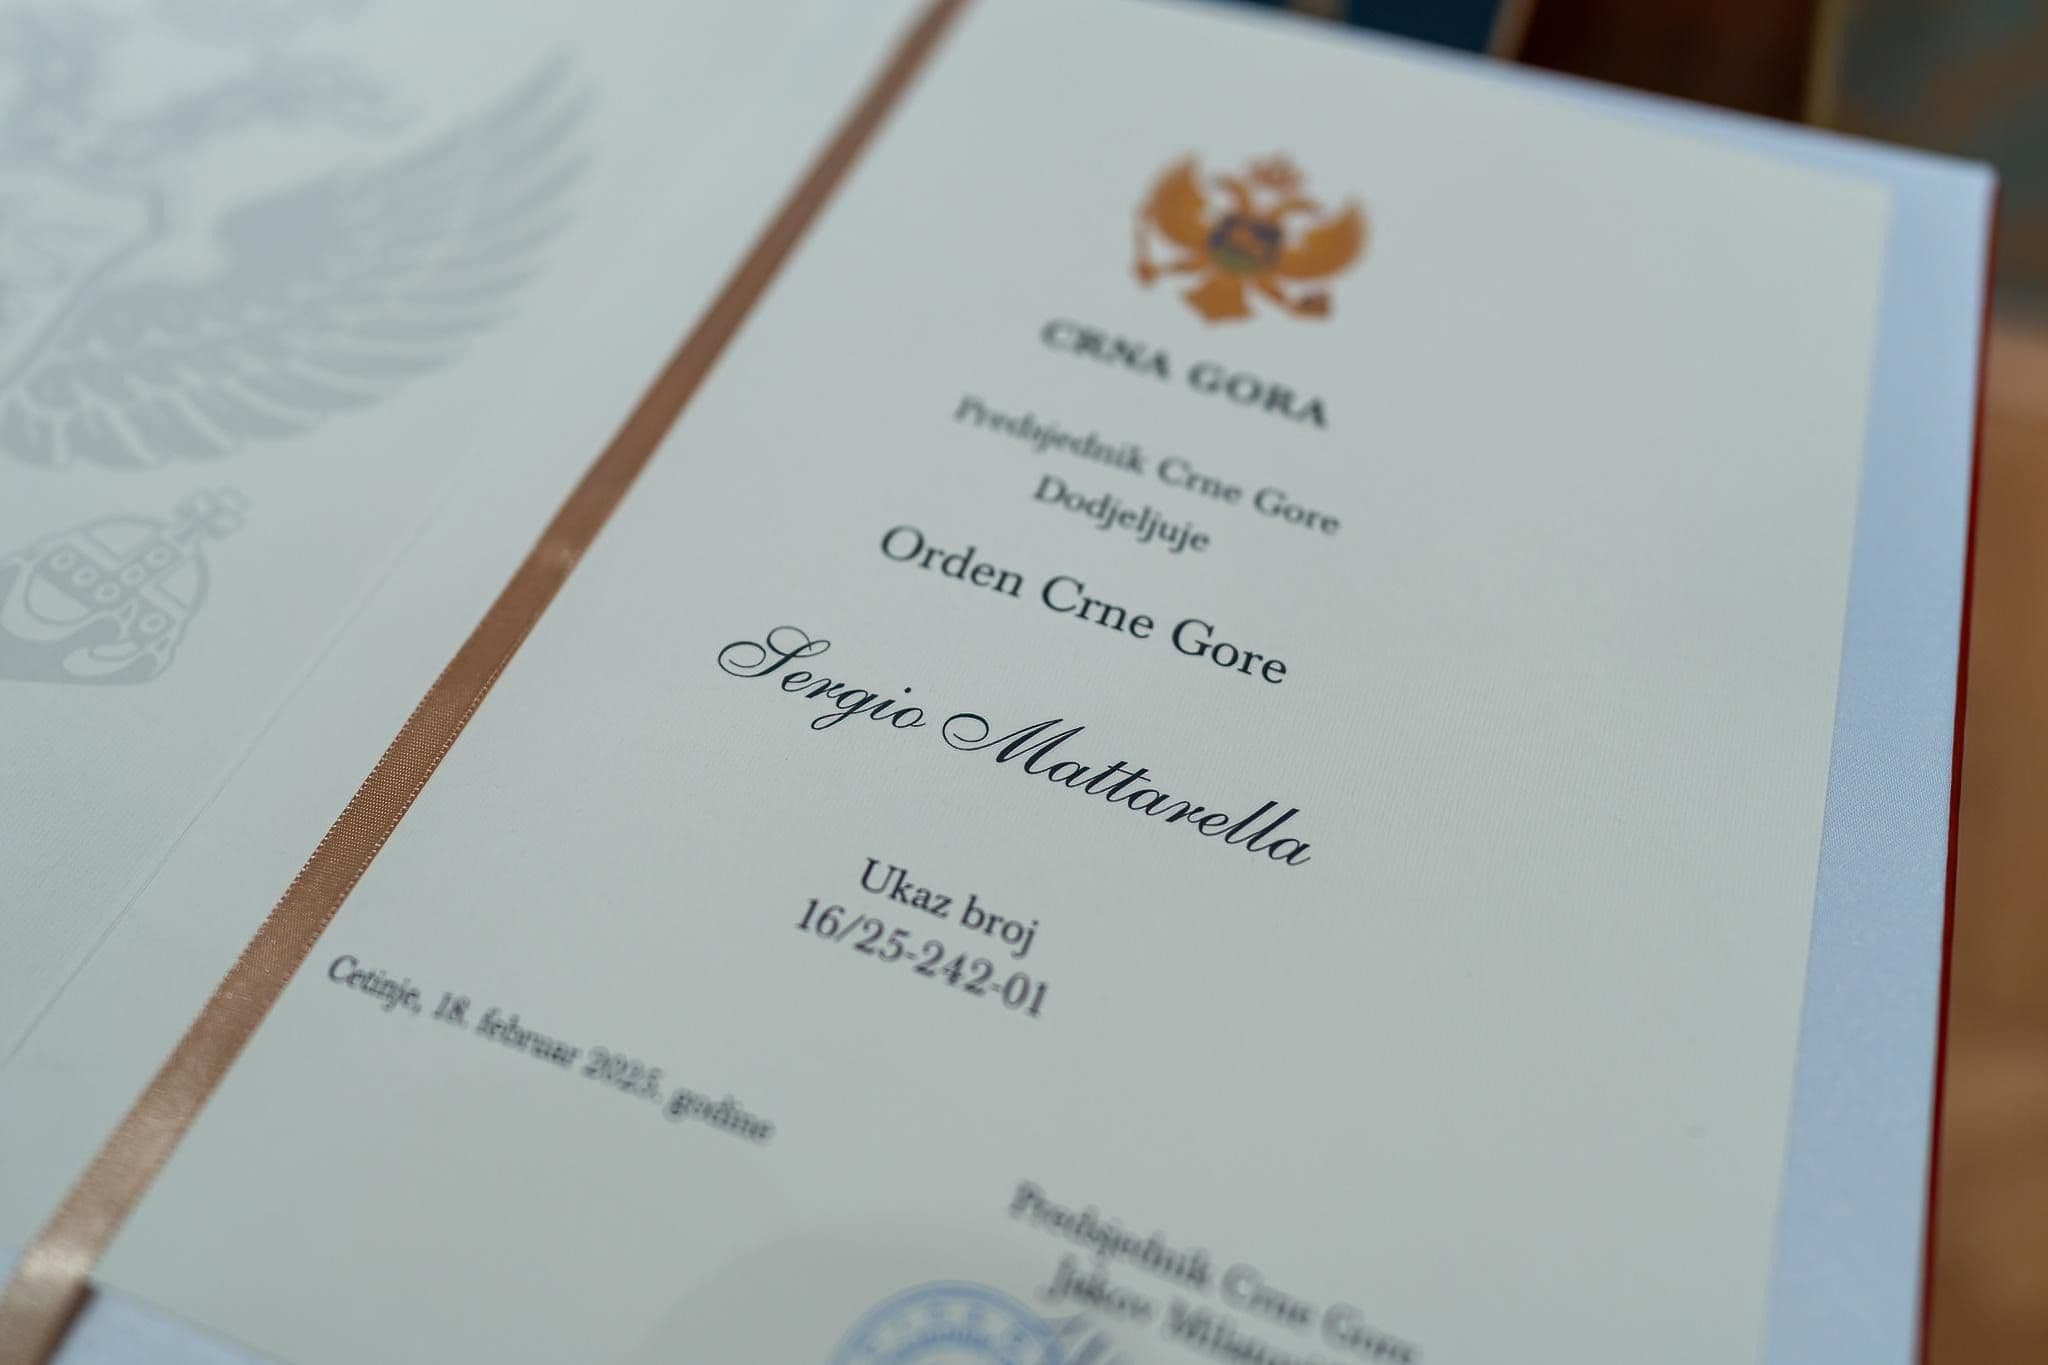 CRNA GORA
Predsjednik Crne Gore
Dodjeljuje
Orden Crne Gore
Sergio Mattarella
Ukaz broj
16/25-242-01
Cetinje, 18. februar 2025. godine
Predsjednik Crne Gore
Jakov